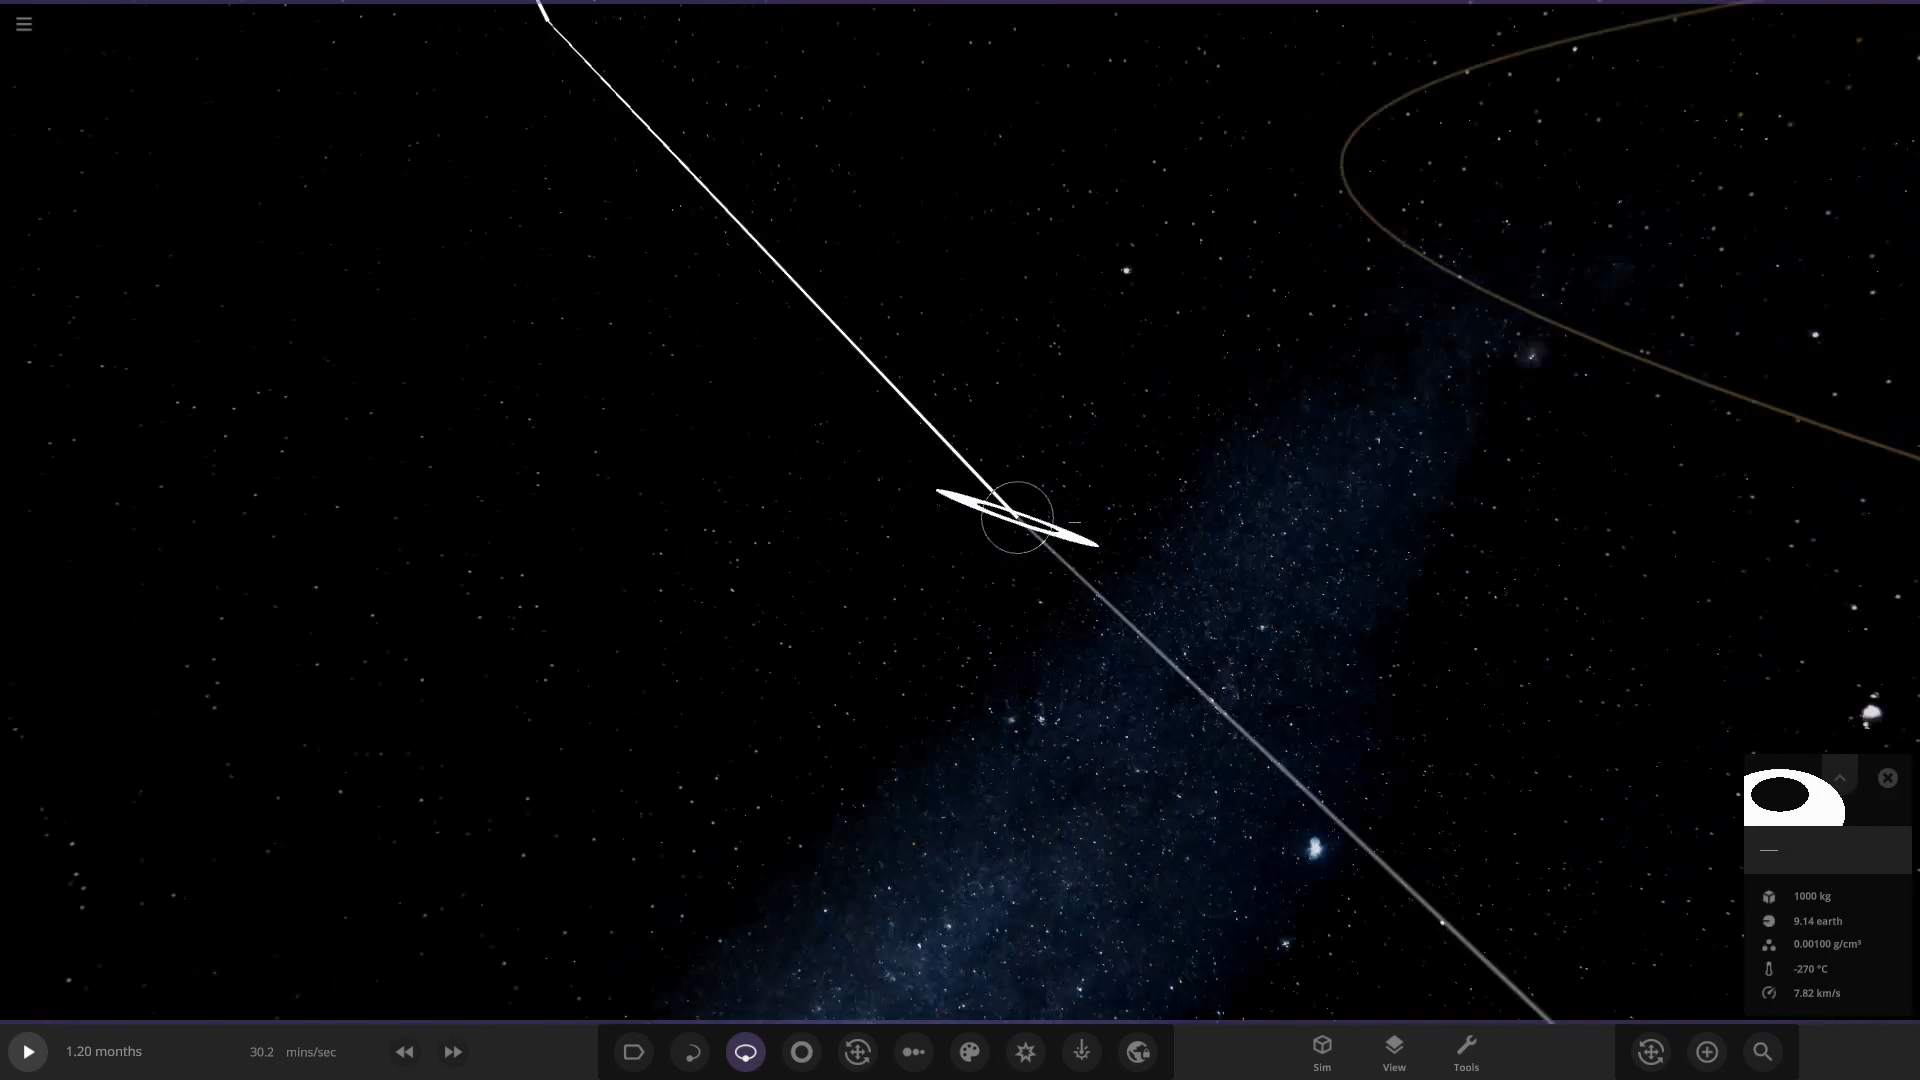 1000 kg
9.14 earth
0.00100 g/cm³
-270 °C
7.82 km/s
1.20 months
30.2 mins/sec
Sim
View
Tools